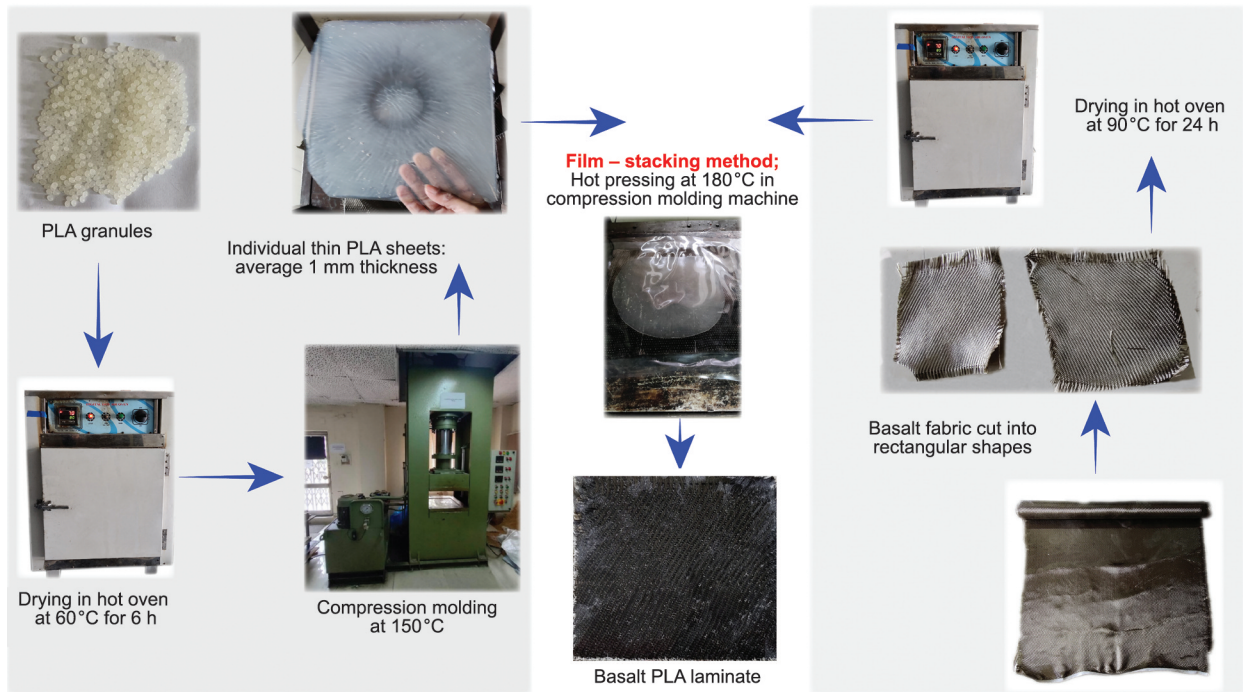 PLA granules
Drying in hot oven
at 60°C for 6 h
Compression molding
at 150°C
Individual thin PLA sheets:
average 1 mm thickness
Film – stacking method;
Hot pressing at 180°C in
compression molding machine
Basalt PLA laminate
Drying in hot oven
at 90°C for 24 h
Basalt fabric cut into
rectangular shapes